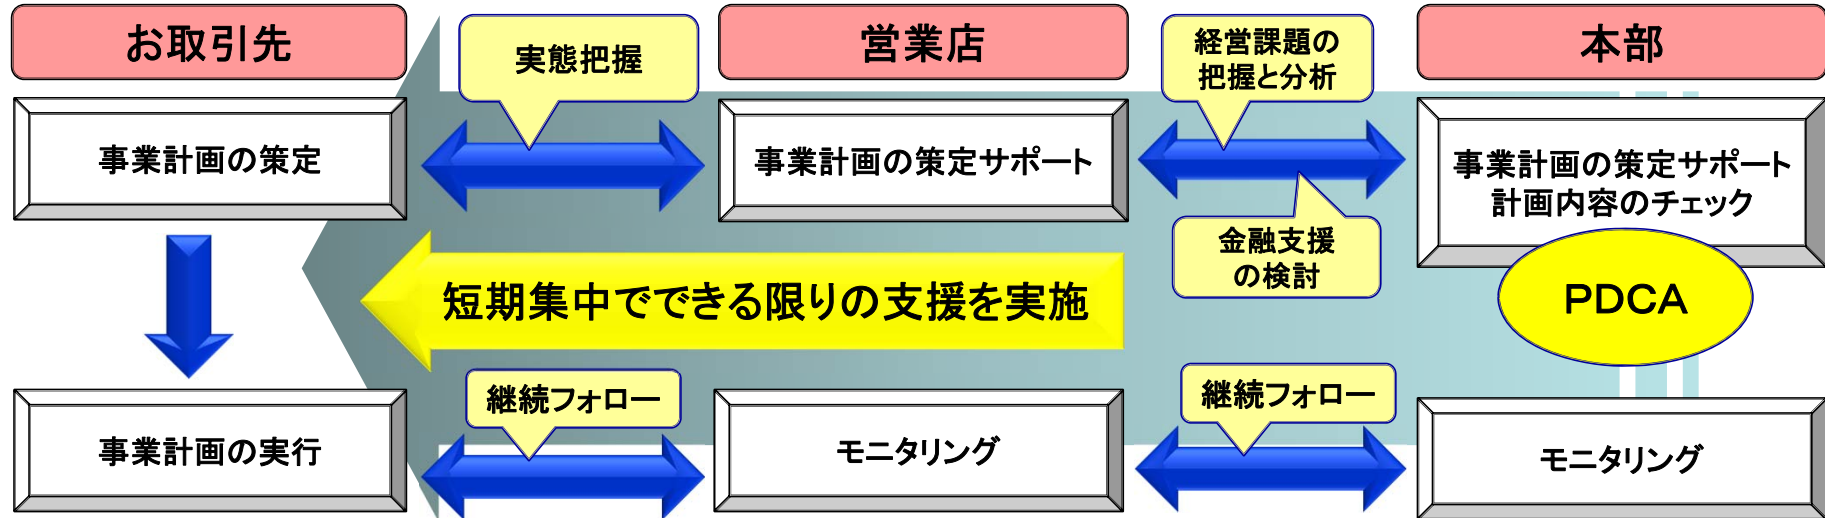 お取引先
実態把握
営業店
経営課題の
把握と分析
本部
事業計画の策定
事業計画の策定サポート
事業計画の策定サポート
計画内容のチェック
金融支援
の検討
短期集中でできる限りの支援を実施
PDCA
継続フォロー
継続フォロー
事業計画の実行
モニタリング
モニタリング